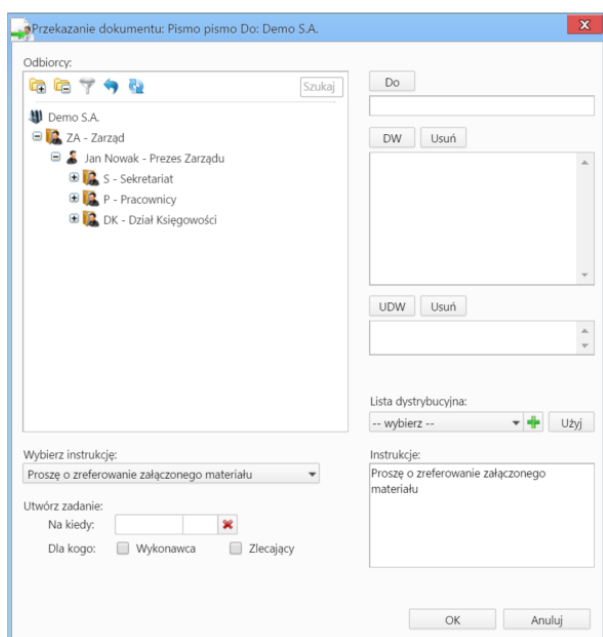 Przekazanie dokumentu: Pismo pismo Do: Demo S.A.
Odbiorcy:
Szukaj
Demo S.A.
ZA - Zarząd
Jan Nowak - Prezes Zarządu
S - Sekretariat
P - Pracownicy
DK - Dział Księgowości
Do
DW Usuń
UDW Usuń
Lista dystrybucyjna:
-- wybierz -- Użyj
Wybierz instrukcję:
Proszę o zreferowanie załączonego materiału
Utwórz zadanie:
Na kiedy:
Dla kogo: Wykonawca Zlecający
Instrukcje:
Proszę o zreferowanie załączonego
materiału
OK Anuluj